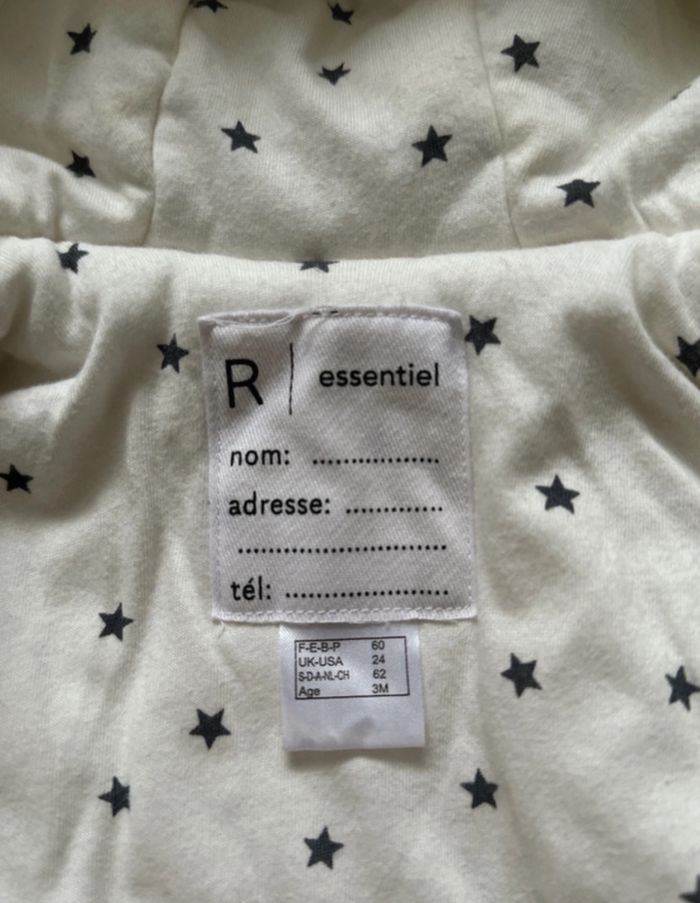 R | essentiel
nom: ................
adresse: .............
...........................
tél: .....................
F-E-B-P 60
UK-USA 24
S-D-A-NL-CH 62
Age 3M